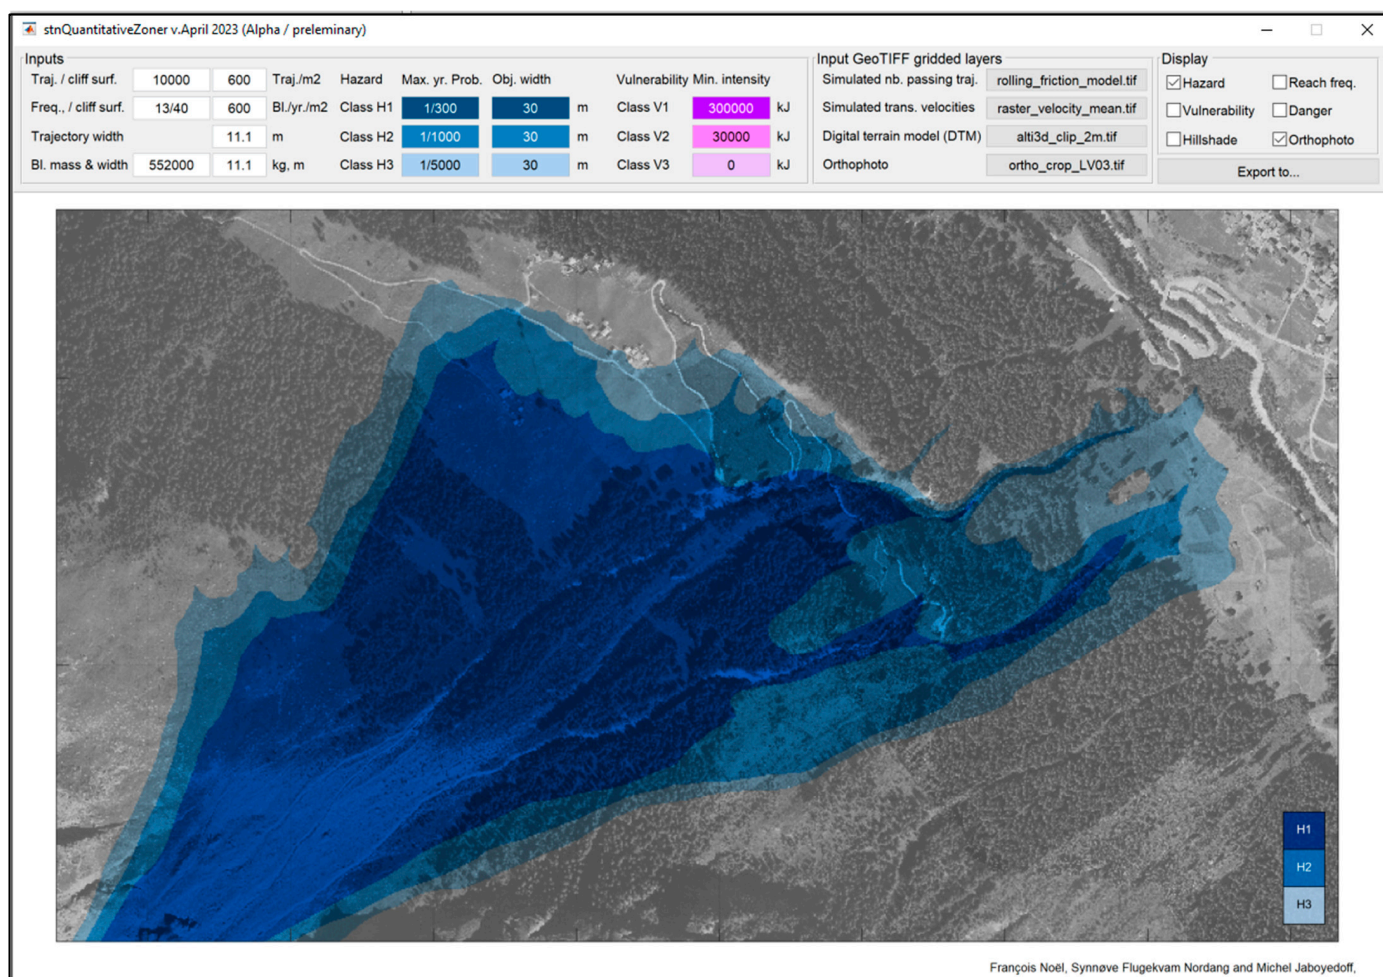 stnQuantitativeZoner v.April 2023 (Alpha / preleminary)
Inputs
Traj. / cliff surf. 10000 600 Traj./m2 Hazard Max. yr. Prob. Obj. width Vulnerability Min. intensity
Freq., / cliff surf. 13/40 600 Bl./yr./m2 Class H1 1/300 30 m Class V1 300000 kJ
Trajectory width 11.1 m Class H2 1/1000 30 m Class V2 30000 kJ
Bl. mass & width 552000 11.1 kg, m Class H3 1/5000 30 m Class V3 0 kJ
Input GeoTIFF gridded layers
Simulated nb. passing traj. rolling_friction_model.tif
Simulated trans. velocities raster_velocity_mean.tif
Digital terrain model (DTM) alti3d_clip_2m.tif
Orthophoto ortho_crop_LV03.tif
Display
Hazard Reach freq.
Vulnerability Danger
Hillshade Orthophoto
Export to...
H1
H2
H3
François Noël, Synnøve Flugekvam Nordang and Michel Jaboyedoff,